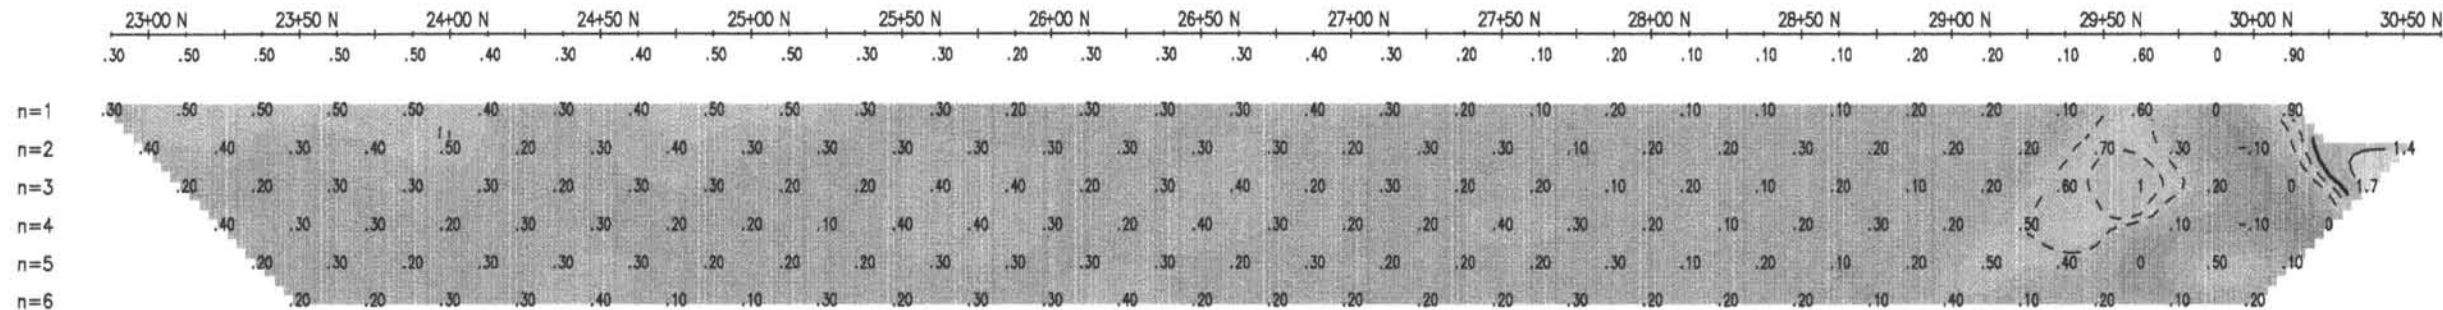 23+00 N 23+50 N 24+00 N 24+50 N 25+00 N 25+50 N 26+00 N 26+50 N 27+00 N 27+50 N 28+00 N 28+50 N 29+00 N 29+50 N 30+00 N 30+50 N
.30 .50 .50 .50 .50 .40 .30 .40 .50 .50 .30 .30 .20 .30 .30 .30 .40 .30 .20 .10 .20 .10 .10 .10 .20 .20 .10 .60 0 .90
n=1 .30 .50 .50 .50 .50 .40 .30 .40 .50 .50 .30 .30 .20 .30 .30 .30 .40 .30 .20 .10 .20 .10 .10 .10 .20 .20 .10 .60 0 .90
n=2 .40 .40 .30 .40 .50 .20 .30 .40 .30 .30 .30 .30 .30 .30 .30 .30 .30 .30 .30 .10 .20 .20 .30 .20 .20 .20 .70 .30 -.10 1.4
n=3 .20 .20 .30 .30 .30 .30 .30 .30 .20 .20 .40 .40 .20 .30 .40 .20 .30 .20 .20 .10 .20 .10 .20 .10 .20 .60 1 .20 0 1.7
n=4 .40 .30 .30 .20 .30 .30 .20 .20 .10 .40 .40 .30 .20 .30 .30 .20 .20 .40 .30 .20 .10 .20 .20 .20 .50 .10 -.10 0
n=5 .20 .30 .20 .30 .30 .30 .20 .20 .20 .30 .30 .30 .30 .20 .30 .20 .20 .20 .30 .10 .20 .10 .20 .50 .40 0 .50 .10
n=6 .20 .20 .30 .30 .40 .10 .10 .30 .20 .30 .30 .40 .20 .20 .20 .20 .20 .30 .20 .20 .20 .10 .40 .10 .20 .10 .20